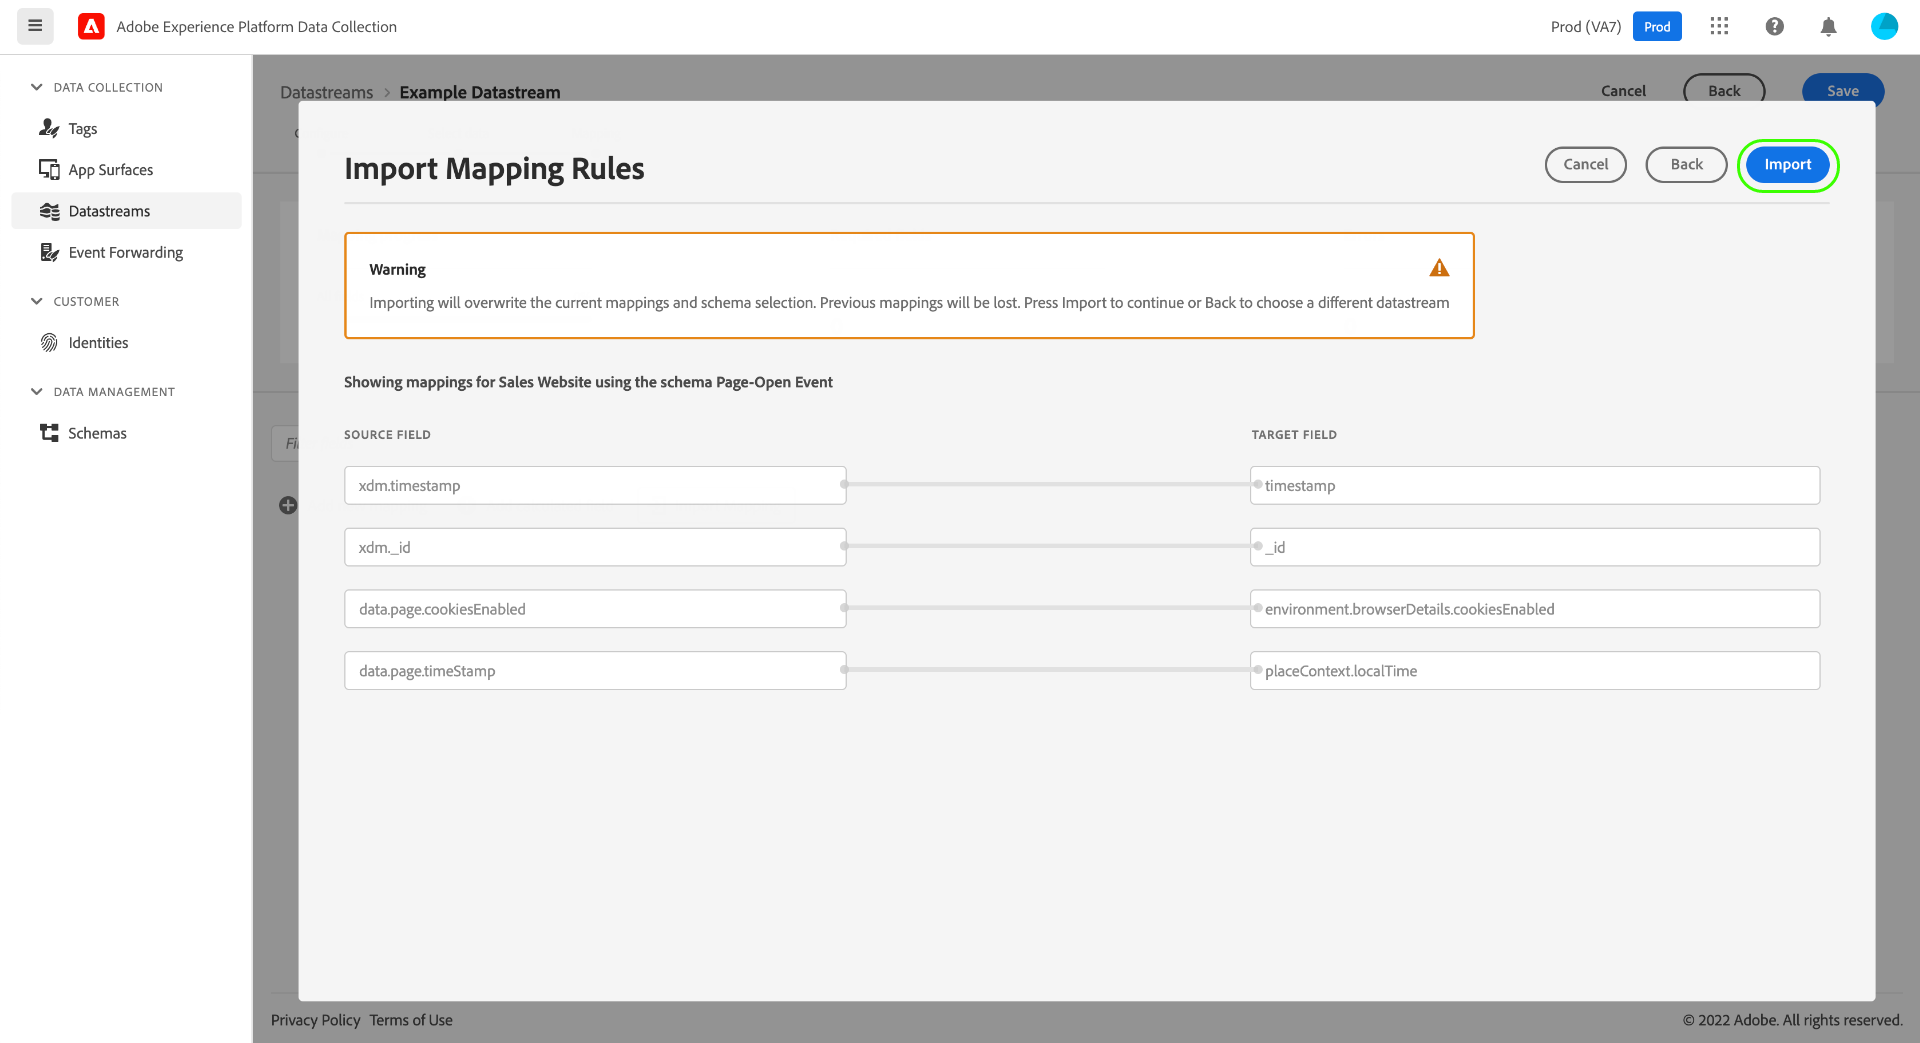 Adobe Experience Platform Data Collection
Prod (VA7)
Prod
DATA COLLECTION
Tags
App Surfaces
Datastreams
Event Forwarding
CUSTOMER
Identities
DATA MANAGEMENT
Schemas
Datastreams > Example Datastream
Cancel
Back
Save
Import Mapping Rules
Cancel
Back
Import
Warning
Importing will overwrite the current mappings and schema selection. Previous mappings will be lost. Press Import to continue or Back to choose a different datastream
Showing mappings for Sales Website using the schema Page-Open Event
SOURCE FIELD
TARGET FIELD
xdm.timestamp
timestamp
xdm._id
_id
data.page.cookiesEnabled
environment.browserDetails.cookiesEnabled
data.page.timeStamp
placeContext.localTime
Privacy Policy
Terms of Use
© 2022 Adobe. All rights reserved.